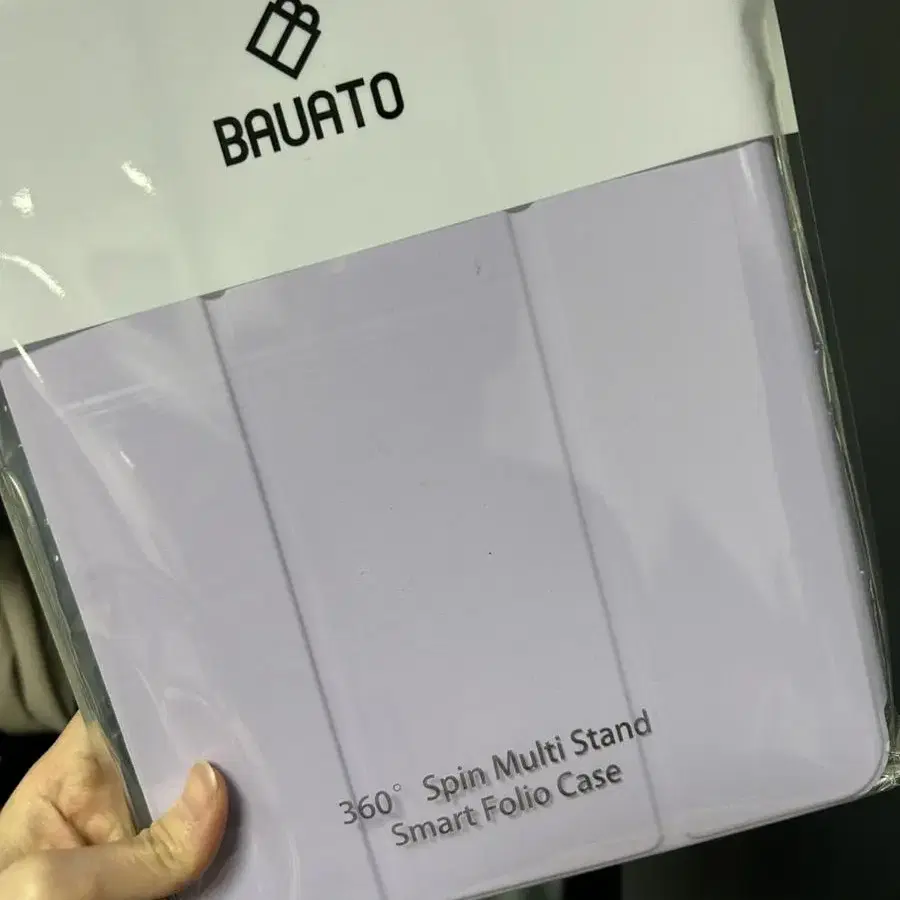 BAUATO
360° Spin Multi Stand
Smart Folio Case